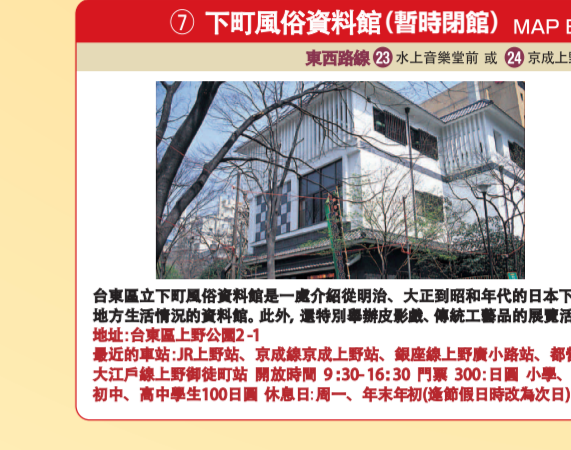 ⑦ 下町風俗資料館(暫時閉館) MAP
東西路線 23 水上音樂堂前 或 24 京成上
台東區立下町風俗資料館是一處介紹從明治、大正到昭和年代的日本下
地方生活情況的資料館。此外, 還特別舉辦皮影戲、傳統工藝品的展覽活
地址:台東區上野公園2-1
最近的車站:JR上野站、京成線京成上野站、銀座線上野廣小路站、都
大江戶線上野御徒町站 開放時間 9:30-16:30 門票 300:日圓 小學、
初中、高中學生100日圓 休息日:周一、年末年初(逢節假日時改為次日)